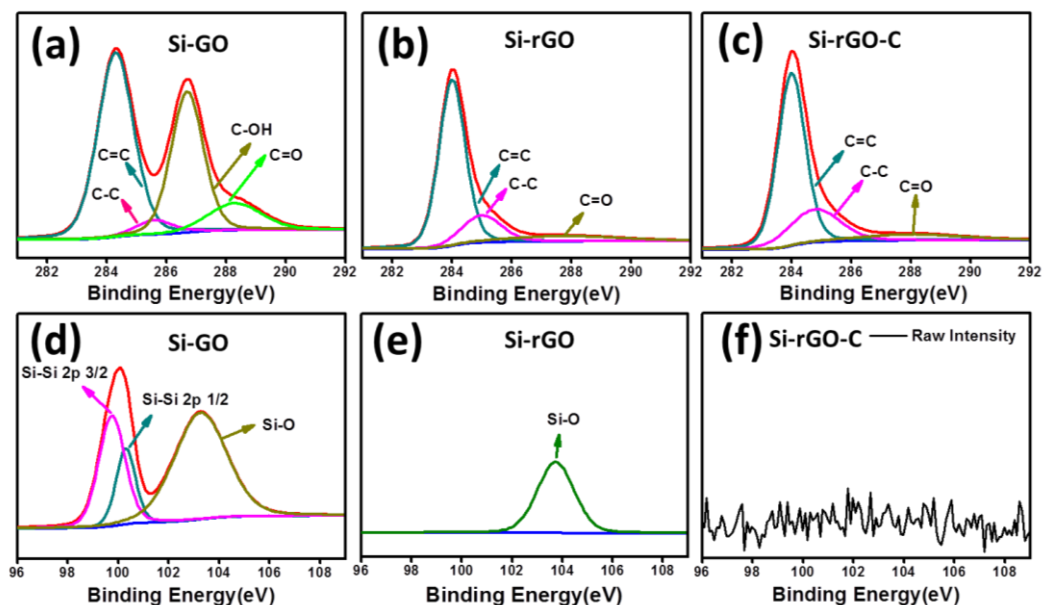 (a)
Si-GO
C=C
C-C
C-OH
C=O
282 284 286 288 290 292
Binding Energy(eV)
(b)
Si-rGO
C=C
C-C
C=O
282 284 286 288 290 292
Binding Energy(eV)
(c)
Si-rGO-C
C=C
C-C
C=O
282 284 286 288 290 292
Binding Energy(eV)
(d)
Si-GO
Si-Si 2p 3/2
Si-Si 2p 1/2
Si-O
96 98 100 102 104 106 108
Binding Energy(eV)
(e)
Si-rGO
Si-O
96 98 100 102 104 106 108
Binding Energy(eV)
(f)
Si-rGO-C
Raw Intensity
96 98 100 102 104 106 108
Binding Energy(eV)